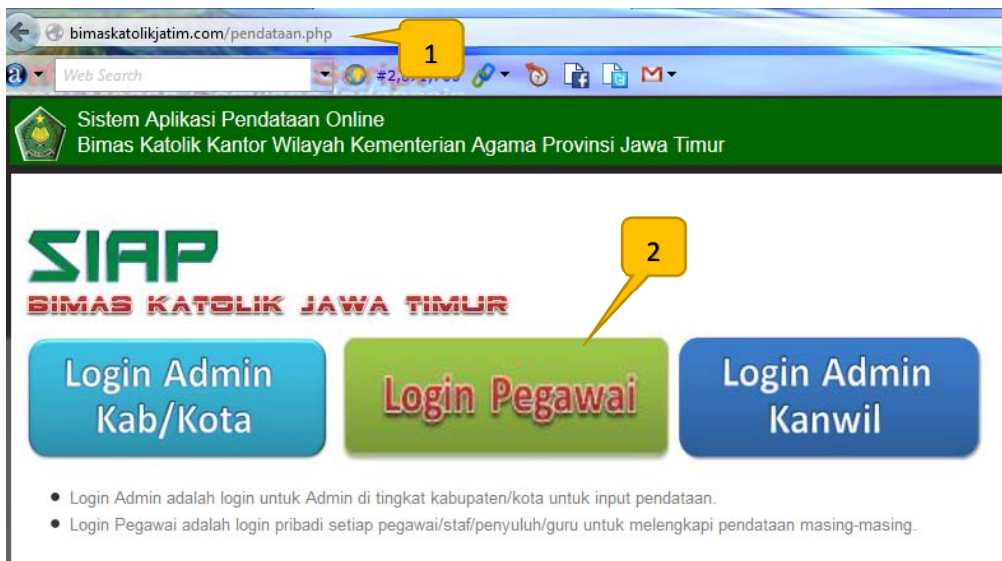 bimaskatolikjatim.com/pendataan.php
1
Web Search
Sistem Aplikasi Pendataan Online
Bimas Katolik Kantor Wilayah Kementerian Agama Provinsi Jawa Timur
SIAP
BIMAS KATOLIK JAWA TIMUR
2
Login Admin
Kab/Kota
Login Pegawai
Login Admin
Kanwil
• Login Admin adalah login untuk Admin di tingkat kabupaten/kota untuk input pendataan.
• Login Pegawai adalah login pribadi setiap pegawai/staf/penyuluh/guru untuk melengkapi pendataan masing-masing.